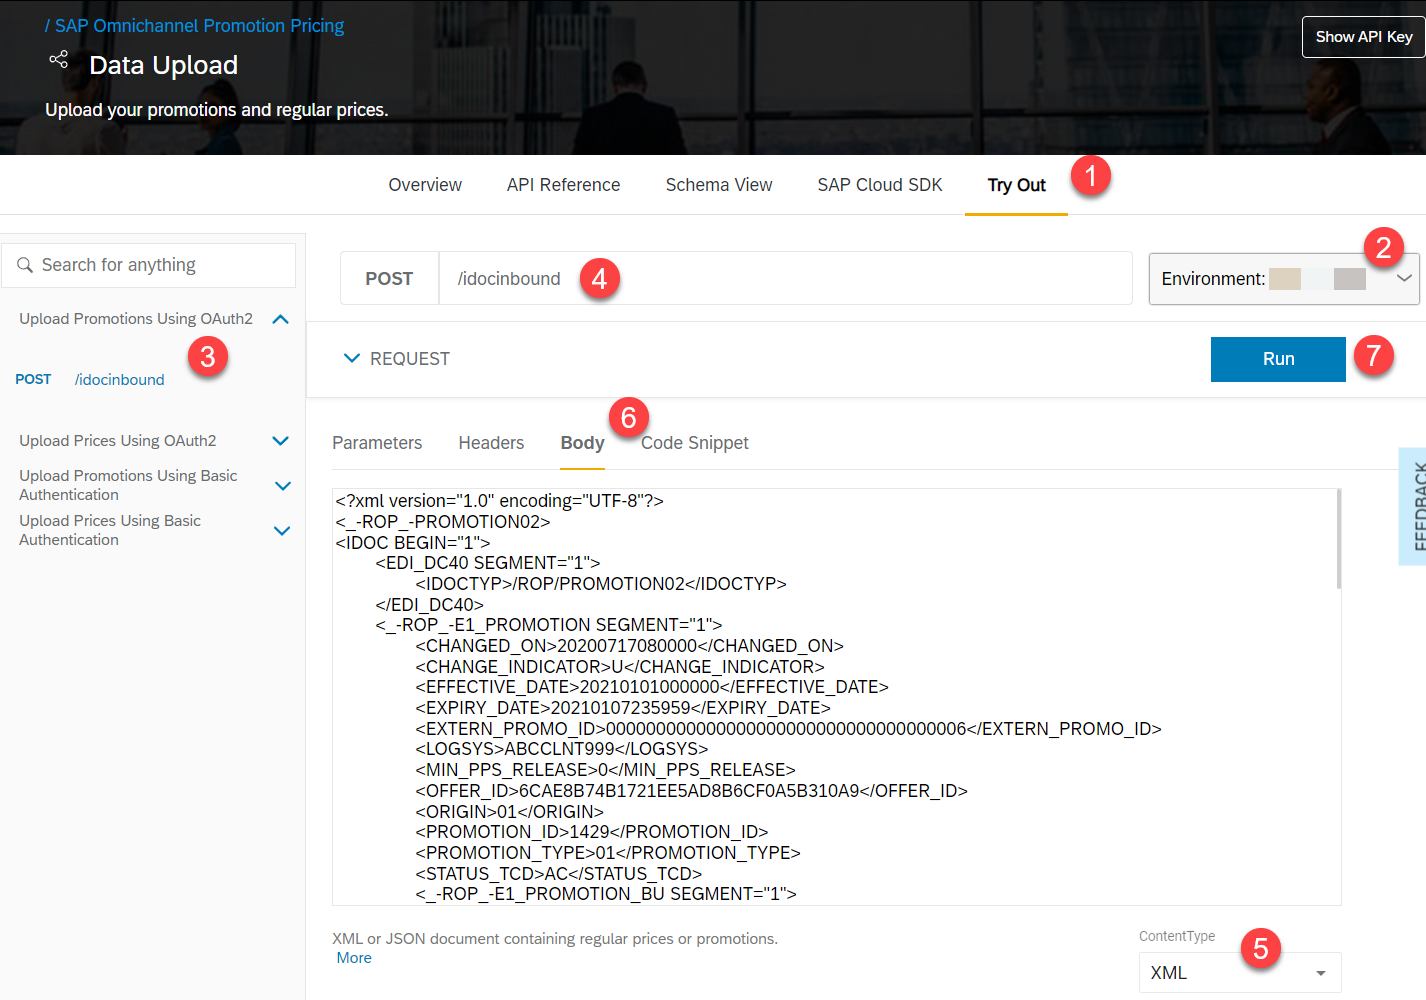 / SAP Omnichannel Promotion Pricing
Show API Key
Data Upload
Upload your promotions and regular prices.
Overview
API Reference
Schema View
SAP Cloud SDK
Try Out
1
Search for anything
Upload Promotions Using OAuth2
3
POST /idocinbound
Upload Prices Using OAuth2
Upload Promotions Using Basic
Authentication
Upload Prices Using Basic
Authentication
POST /idocinbound
4
Environment:
2
REQUEST
Run
7
Parameters
Headers
Body
6
Code Snippet
<?xml version="1.0" encoding="UTF-8"?>
<_-ROP_-PROMOTION02>
<IDOC BEGIN="1">
<EDI_DC40 SEGMENT="1">
<IDOCTYP>/ROP/PROMOTION02</IDOCTYP>
</EDI_DC40>
<_-ROP_-E1_PROMOTION SEGMENT="1">
<CHANGED_ON>20200717080000</CHANGED_ON>
<CHANGE_INDICATOR>U</CHANGE_INDICATOR>
<EFFECTIVE_DATE>20210101000000</EFFECTIVE_DATE>
<EXPIRY_DATE>20210107235959</EXPIRY_DATE>
<EXTERN_PROMO_ID>000000000000000000000000000000000006</EXTERN_PROMO_ID>
<LOGSYS>ABCCLNT999</LOGSYS>
<MIN_PPS_RELEASE>0</MIN_PPS_RELEASE>
<OFFER_ID>6CAE8B74B1721EE5AD8B6CF0A5B310A9</OFFER_ID>
<ORIGIN>01</ORIGIN>
<PROMOTION_ID>1429</PROMOTION_ID>
<PROMOTION_TYPE>01</PROMOTION_TYPE>
<STATUS_TCD>AC</STATUS_TCD>
<_-ROP_-E1_PROMOTION_BU SEGMENT="1">
FEEDBACK
XML or JSON document containing regular prices or promotions.
More
ContentType
5
XML